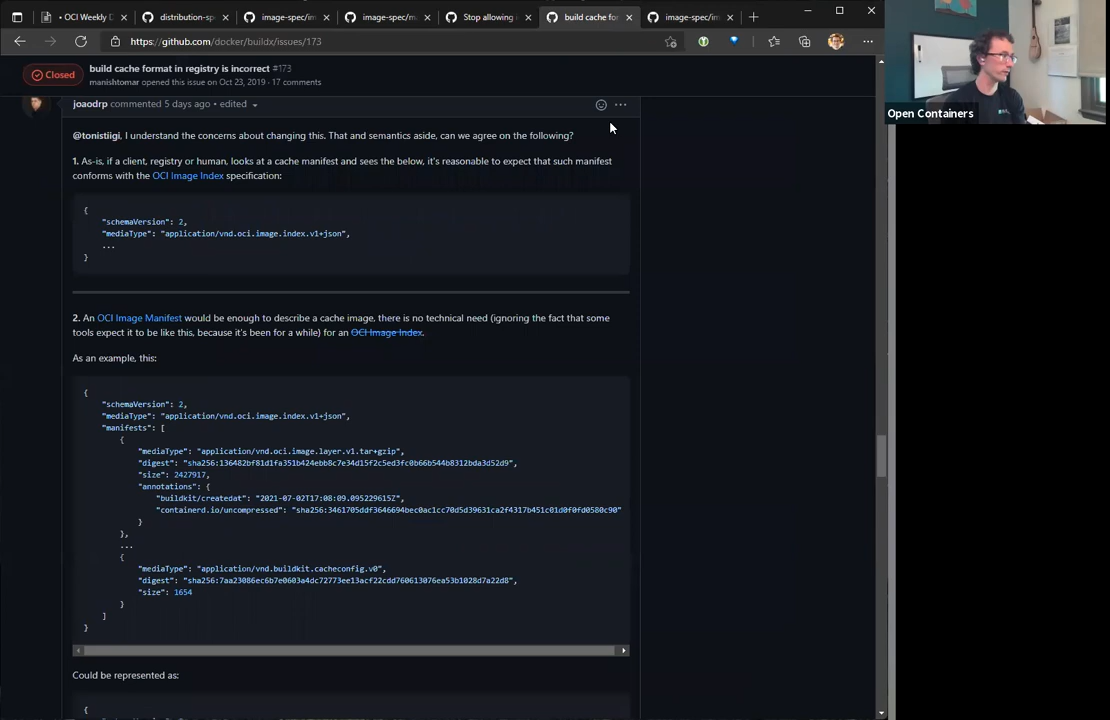 • OCI Weekly D
distribution-sp
image-spec/im
image-spec/ma
Stop allowing n
build cache for
image-spec/im
https://github.com/docker/buildx/issues/173
Closed
build cache format in registry is incorrect #173
manishtomar opened this issue on Oct 23, 2019 · 17 comments
joaodrp commented 5 days ago • edited
@tonistiigi, I understand the concerns about changing this. That and semantics aside, can we agree on the following?
1. As-is, if a client, registry or human, looks at a cache manifest and sees the below, it's reasonable to expect that such manifest
conforms with the OCI Image Index specification:
{
"schemaVersion": 2,
"mediaType": "application/vnd.oci.image.index.v1+json",
...
}
2. An OCI Image Manifest would be enough to describe a cache image, there is no technical need (ignoring the fact that some
tools expect it to be like this, because it's been for a while) for an OCI Image Index.
As an example, this:
{
"schemaVersion": 2,
"mediaType": "application/vnd.oci.image.index.v1+json",
"manifests": [
{
"mediaType": "application/vnd.oci.image.layer.v1.tar+gzip",
"digest": "sha256:136482bf81d1fa351b424ebb8c7e34d15f2c5ed3fc0b66b544b8312bda3d52d9",
"size": 2427917,
"annotations": {
"buildkit/createdat": "2021-07-02T17:08:09.095229615Z",
"containerd.io/uncompressed": "sha256:3461705ddf3646694bec0ac1cc70d5d39631ca2f4317b451c01d0f0fd0580c90"
}
},
...
{
"mediaType": "application/vnd.buildkit.cacheconfig.v0",
"digest": "sha256:7aa23086ec6b7e0603a4dc72773ee13acf22cdd760613076ea53b1028d7a22d8",
"size": 1654
}
]
}
Could be represented as:
{
Open Containers